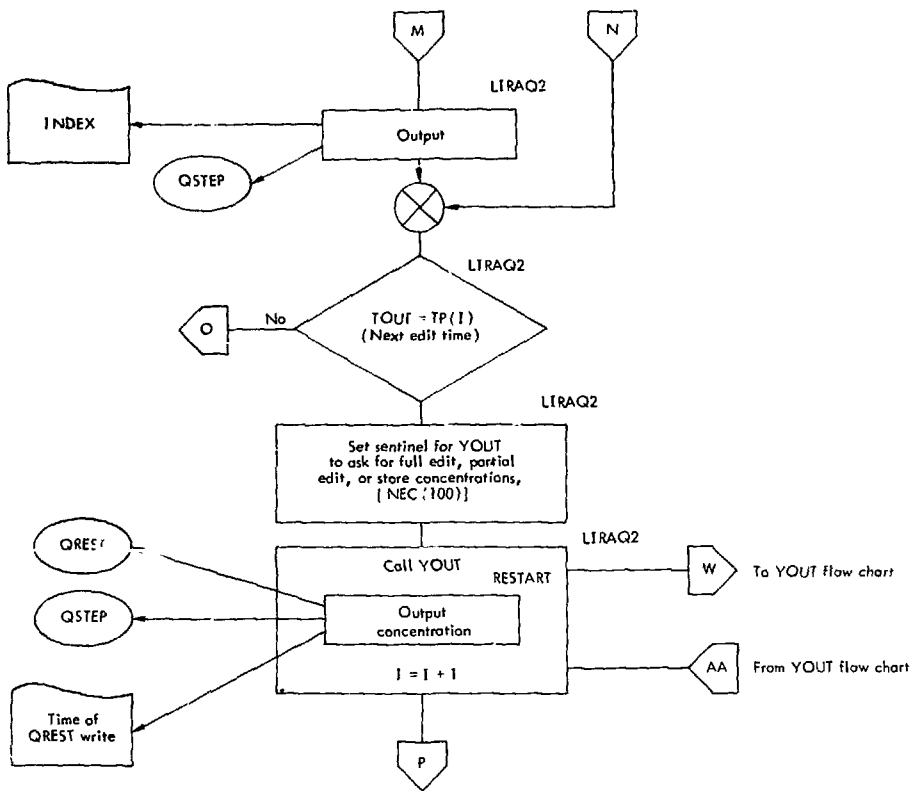 M
N
LIRAQ2
INDEX
Output
QSTEP
LIRAQ2
TOUT = TP(I)
(Next edit time)
No
O
LIRAQ2
Set sentinel for YOUT
to ask for full edit, partial
edit, or store concentrations,
[ NEC (100)]
LIRAQ2
QREST
Call YOUT
RESTART
W
To YOUT flow chart
QSTEP
Output
concentration
I = I + 1
AA
From YOUT flow chart
Time of
QREST write
P